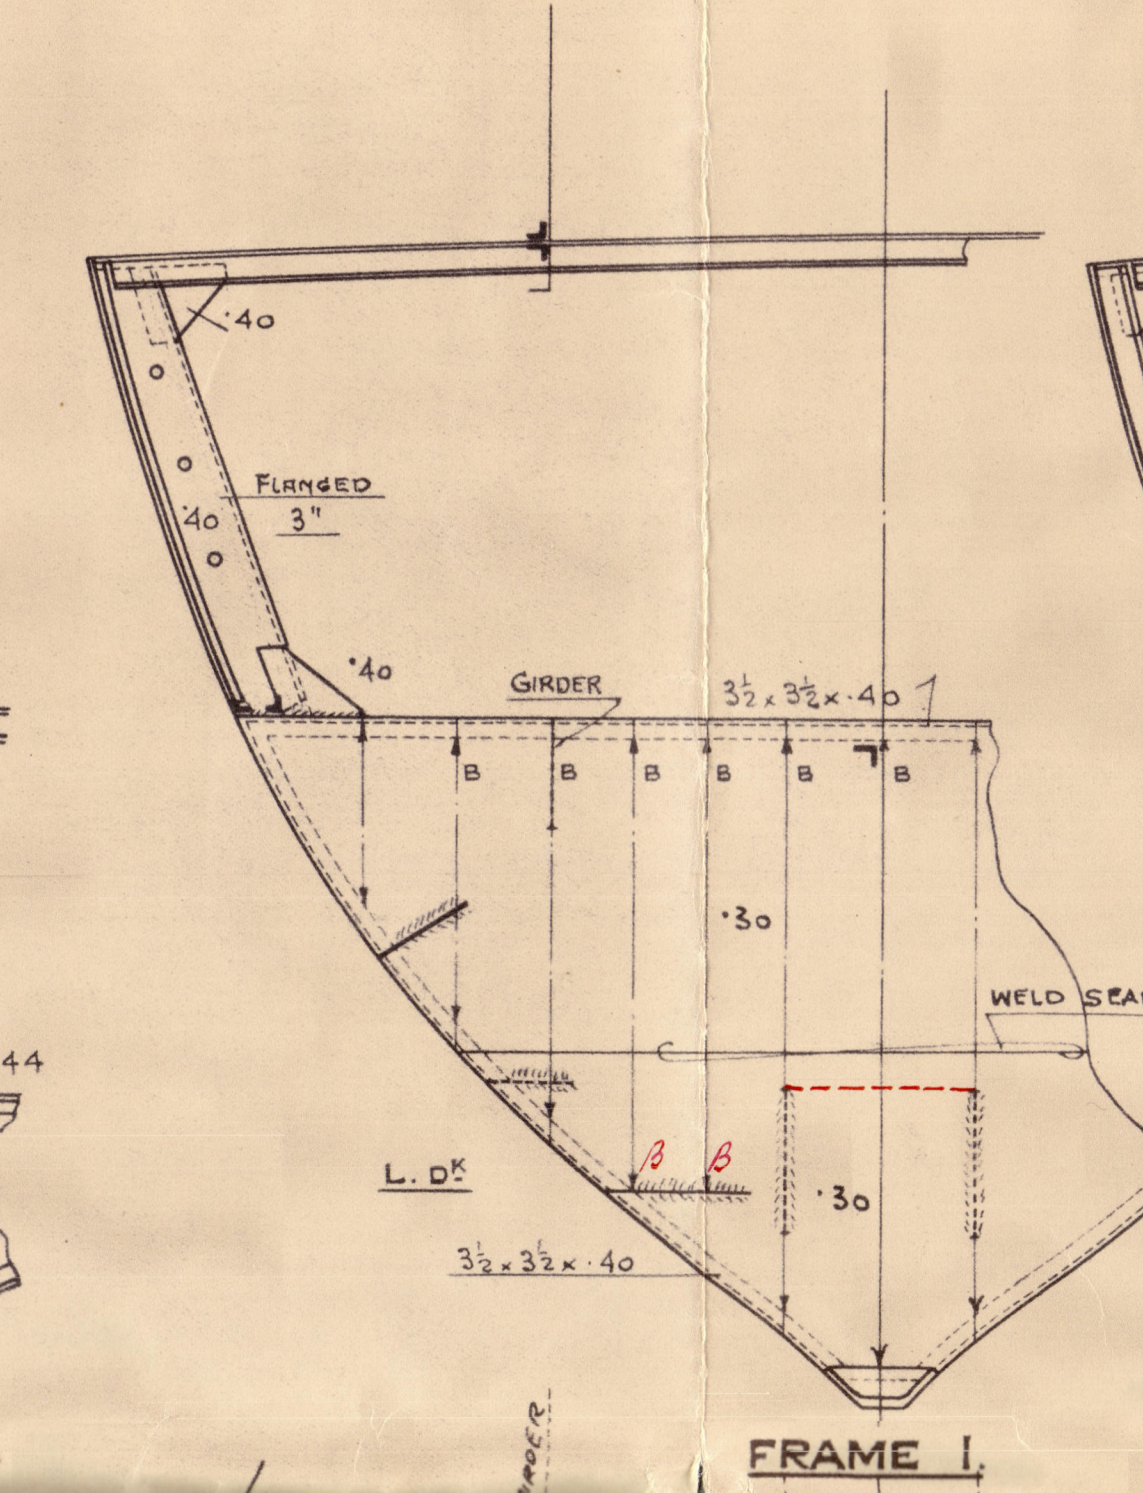 ·40
FLANGED
3"
·40
·40
GIRDER
3½ x 3½ x ·40
B B B B B B
·30
WELD SEA
44
B B
L. DK
·30
3½ x 3½ x ·40
IRDER
FRAME 1.